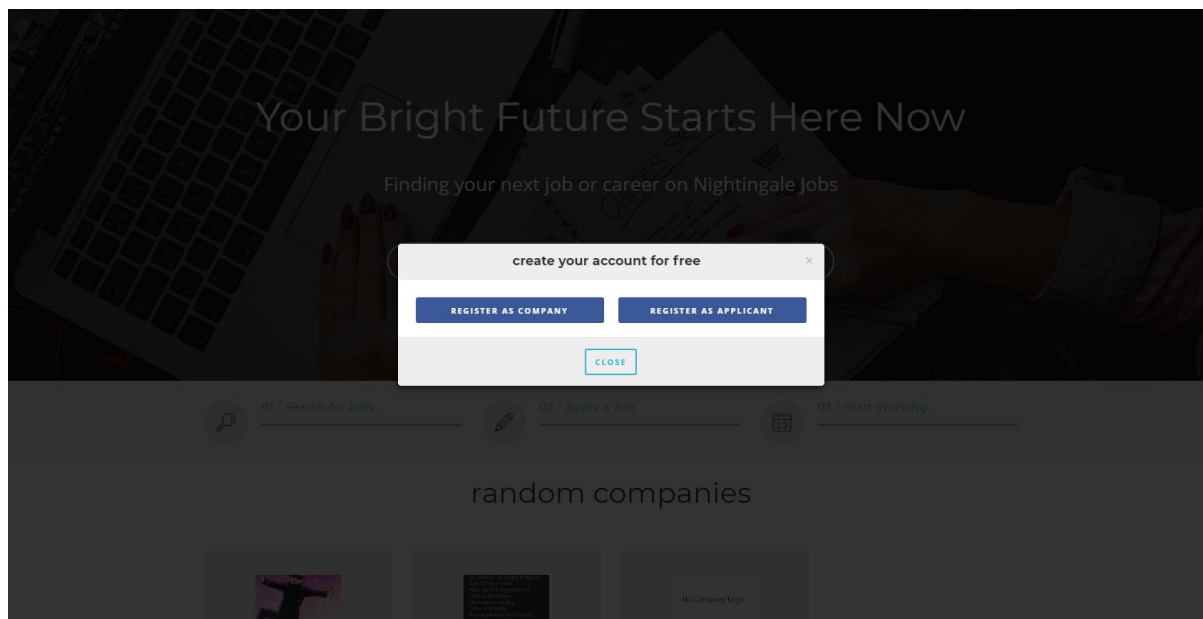 Your Bright Future Starts Here Now
Finding your next job or career on Nightingale Jobs
create your account for free
×
REGISTER AS COMPANY
REGISTER AS APPLICANT
CLOSE
01 / Search for Jobs
02 / Apply a Job
23
03 / Start Working
random companies
No Company Logo